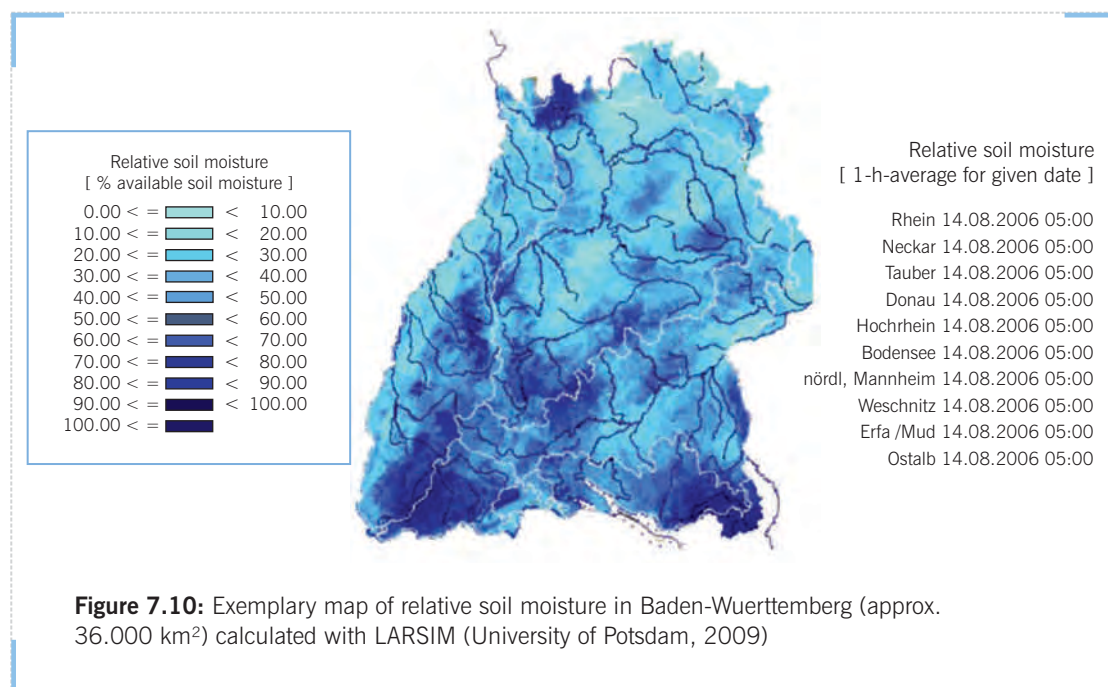 Relative soil moisture
[ % available soil moisture ]
0.00 < = < 10.00
10.00 < = < 20.00
20.00 < = < 30.00
30.00 < = < 40.00
40.00 < = < 50.00
50.00 < = < 60.00
60.00 < = < 70.00
70.00 < = < 80.00
80.00 < = < 90.00
90.00 < = < 100.00
100.00 < =
Relative soil moisture
[ 1-h-average for given date ]
Rhein 14.08.2006 05:00
Neckar 14.08.2006 05:00
Tauber 14.08.2006 05:00
Donau 14.08.2006 05:00
Hochrhein 14.08.2006 05:00
Bodensee 14.08.2006 05:00
nördl, Mannheim 14.08.2006 05:00
Weschnitz 14.08.2006 05:00
Erfa /Mud 14.08.2006 05:00
Ostalb 14.08.2006 05:00
Figure 7.10: Exemplary map of relative soil moisture in Baden-Wuerttemberg (approx.
36.000 km²) calculated with LARSIM (University of Potsdam, 2009)